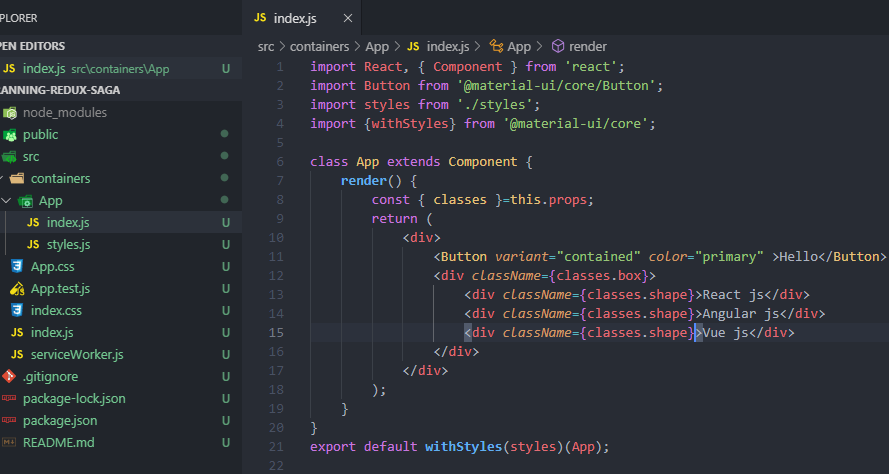 XPLORER
PEN EDITORS
JS index.js src\containers\App U
ANNING-REDUX-SAGA
node_modules
public
src
containers
App
JS index.js U
JS styles.js U
App.css U
App.test.js U
index.css U
JS index.js U
JS serviceWorker.js U
.gitignore U
package-lock.json U
package.json U
README.md U
JS index.js ×
src > containers > App > JS index.js > App > render
1 import React, { Component } from 'react';
2 import Button from '@material-ui/core/Button';
3 import styles from './styles';
4 import {withStyles} from '@material-ui/core';
5
6 class App extends Component {
7 render() {
8 const { classes }=this.props;
9 return (
10 <div>
11 <Button variant="contained" color="primary" >Hello</Button>
12 <div className={classes.box}>
13 <div className={classes.shape}>React js</div>
14 <div className={classes.shape}>Angular js</div>
15 <div className={classes.shape}>Vue js</div>
16 </div>
17 </div>
18 );
19 }
20 }
21 export default withStyles(styles)(App);
22